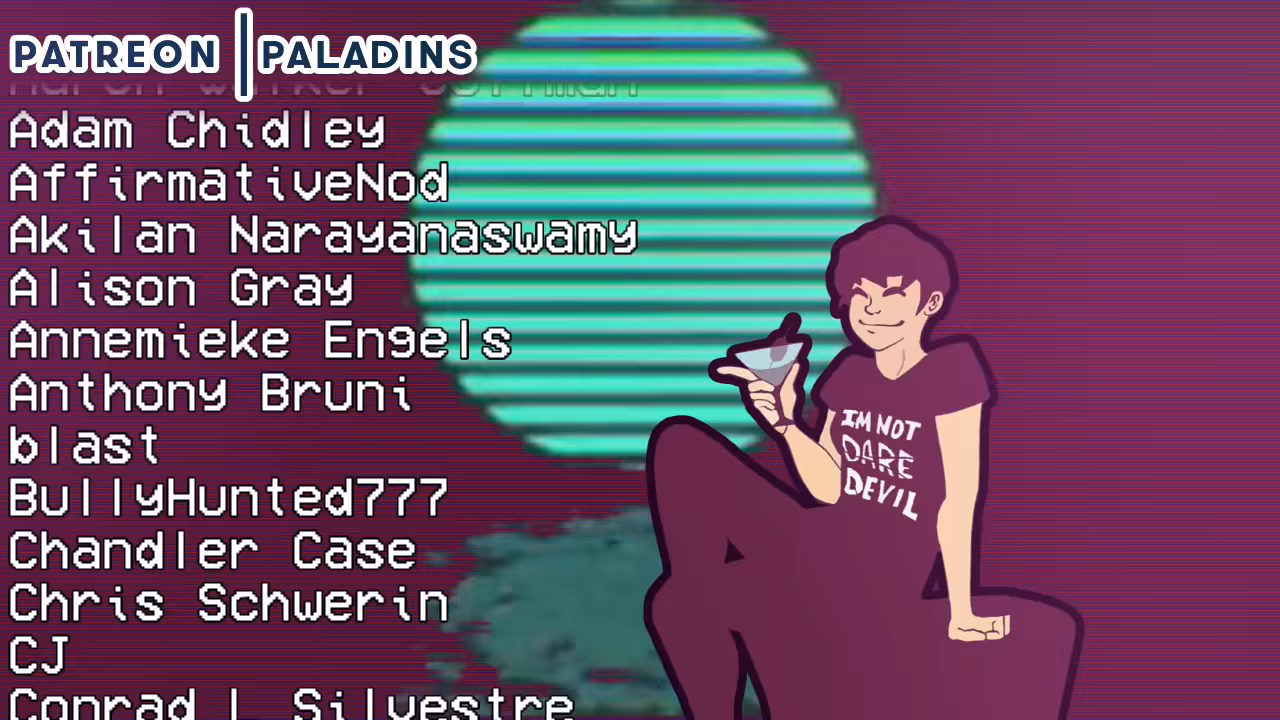 PATREON | PALADINS
Adam Chidley
AffirmativeNod
Akilan Narayanaswamy
Alison Gray
Annemieke Engels
Anthony Bruni
blast
BullyHunted777
Chandler Case
Chris Schwerin
CJ
Conrad L Silvestre
IM NOT
DARE
DEVIL